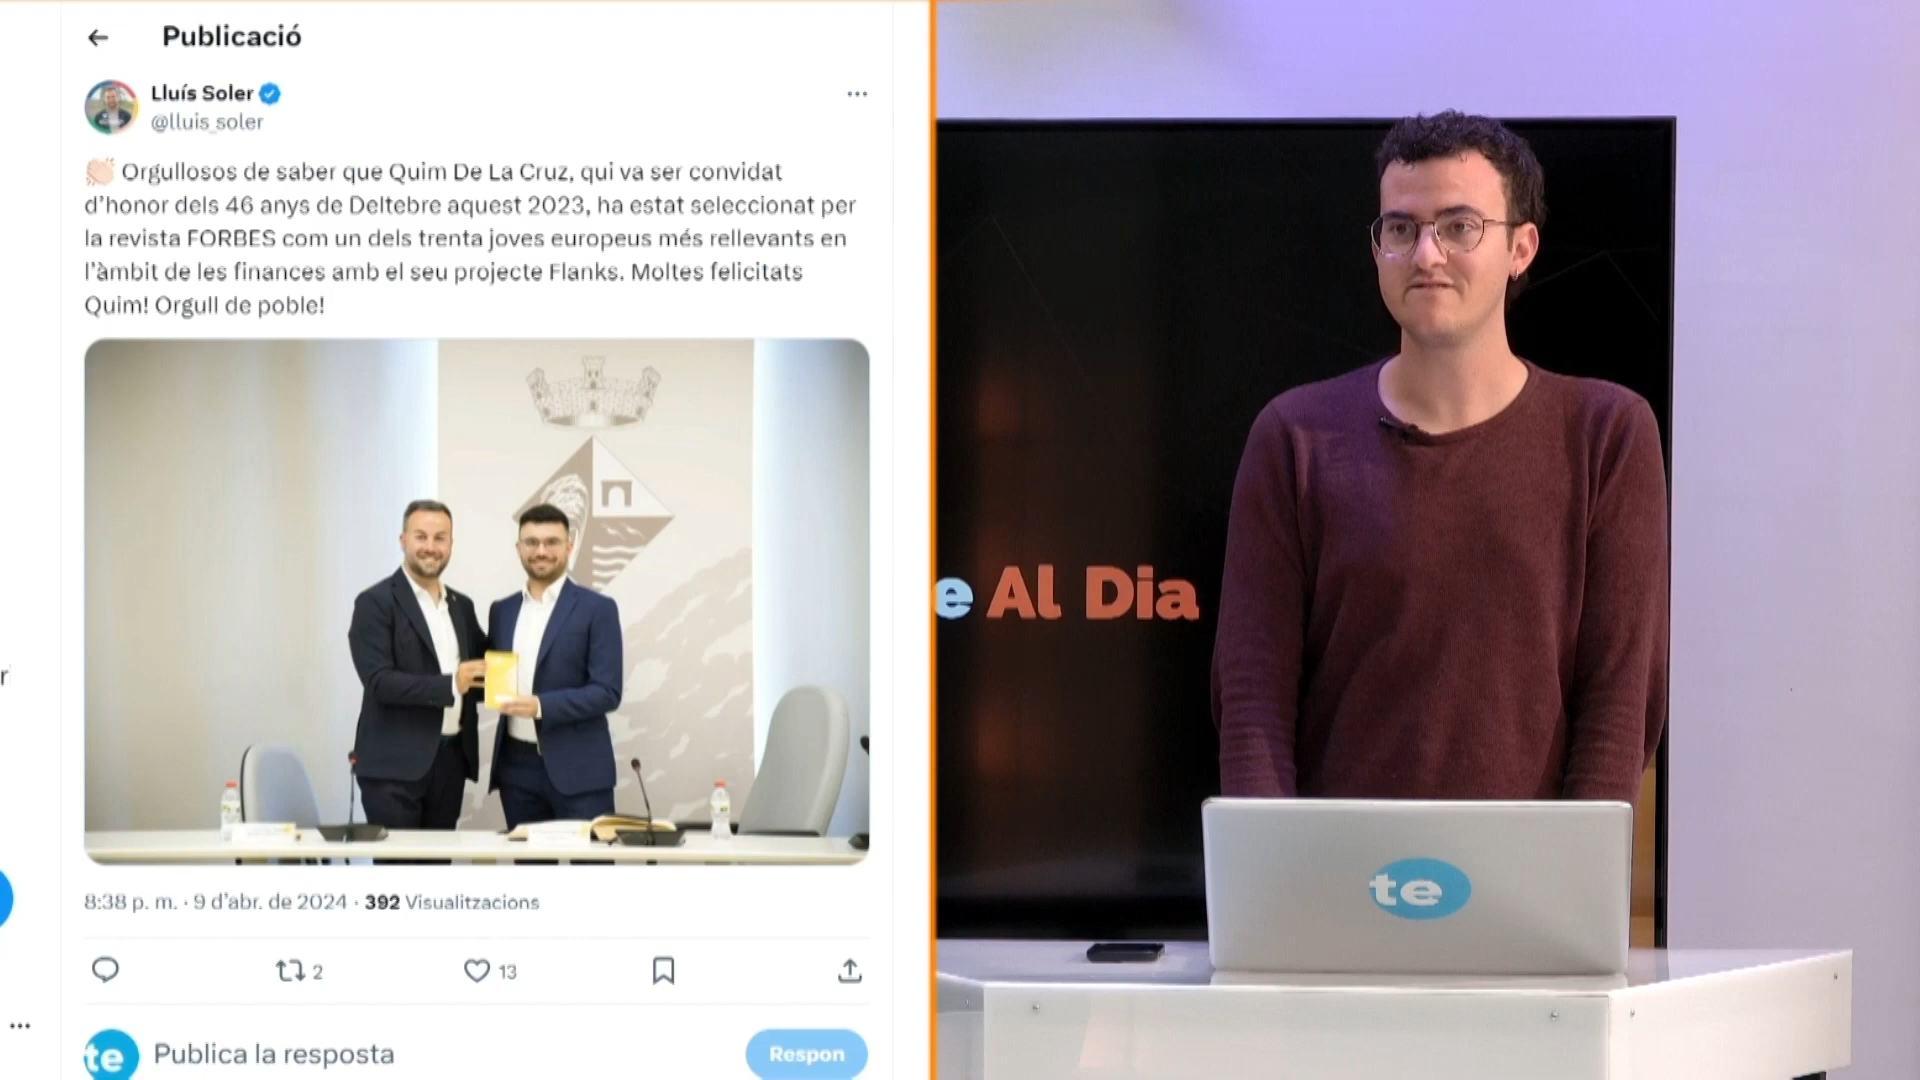 Publicació
Lluís Soler
@lluis_soler
Orgullosos de saber que Quim De La Cruz, qui va ser convidat
d'honor dels 46 anys de Deltebre aquest 2023, ha estat seleccionat per
la revista FORBES com un dels trenta joves europeus més rellevants en
l'àmbit de les finances amb el seu projecte Flanks. Moltes felicitats
Quim! Orgull de poble!
8:38 p. m. · 9 d'abr. de 2024 · 392 Visualitzacions
2
13
te
Publica la resposta
Respon
r
e Al Dia
te